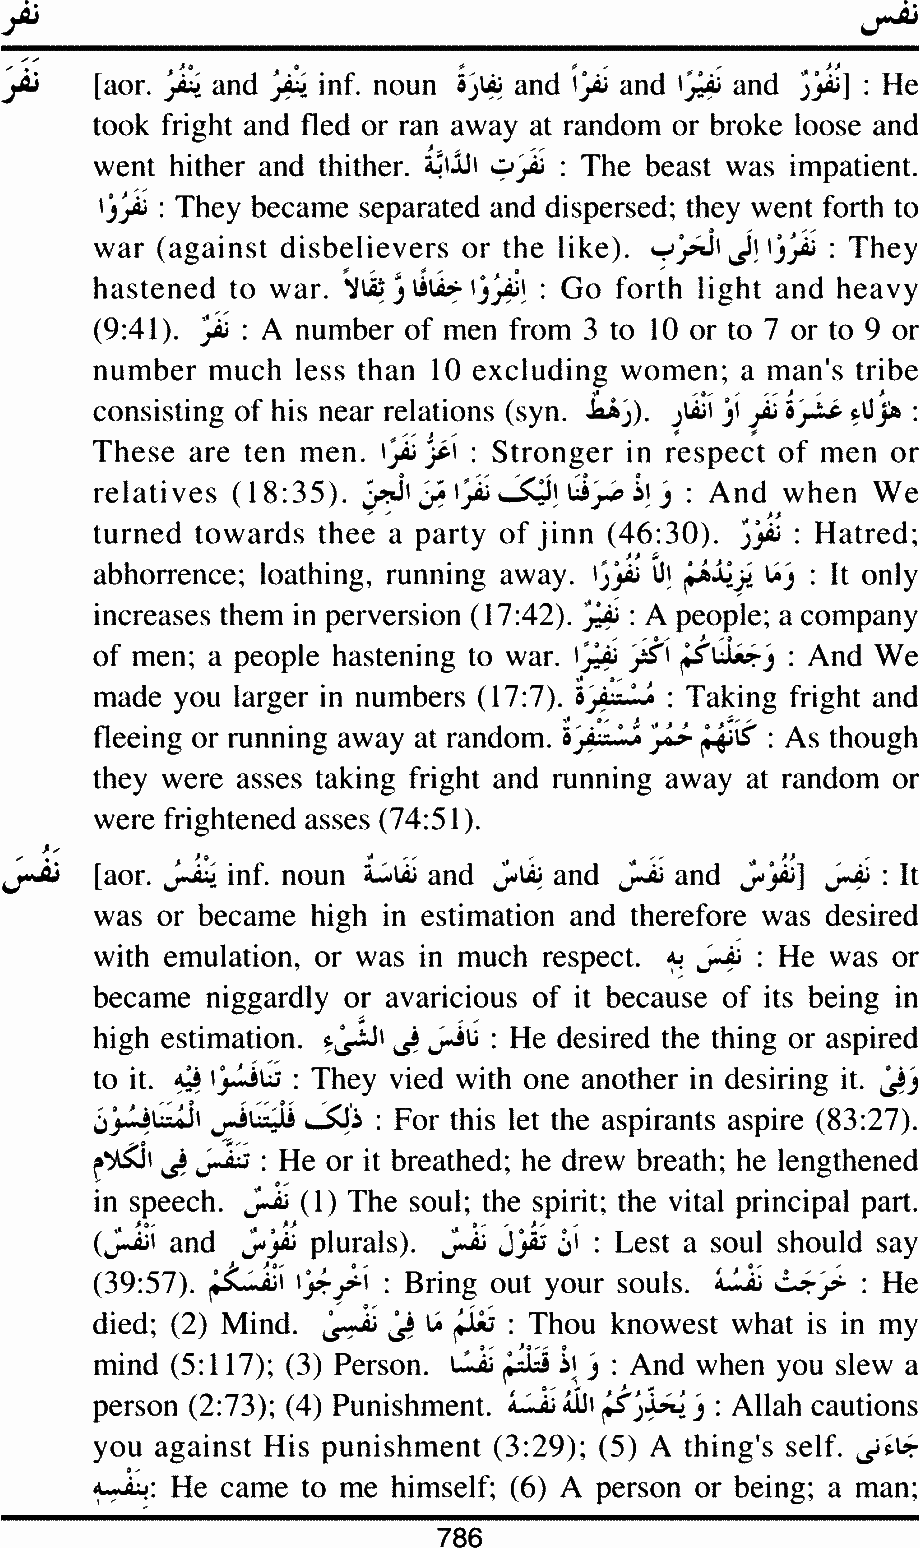 نفر نفس
نَفَرَ [aor. يَنْفُرُ and يَنْفِرُ inf. noun نِفَارَةً and نَفْراً and نَفِيْرًا and نُفُوْرٌ] : He
took fright and fled or ran away at random or broke loose and
went hither and thither. نَفَرَتِ الدَّابَّةُ : The beast was impatient.
نَفَرُوْا : They became separated and dispersed; they went forth to
war (against disbelievers or the like). نَفَرُوْا اِلَى الْحَرْبِ : They
hastened to war. اِنْفِرُوْا خِفَافًا وَّ ثِقَالاً : Go forth light and heavy
(9:41). نَفَرٌ : A number of men from 3 to 10 or to 7 or to 9 or
number much less than 10 excluding women; a man's tribe
consisting of his near relations (syn. رَهْطٌ). هٰؤُلَاءِ عَشَرَةُ نَفَرٍ اَوْ اَنْفَارٍ :
These are ten men. اَعَزُّ نَفَرًا : Stronger in respect of men or
relatives (18:35). وَ اِذْ صَرَفْنَا اِلَيْكَ نَفَرًا مِّنَ الْجِنِّ : And when We
turned towards thee a party of jinn (46:30). نُفُوْرٌ : Hatred;
abhorrence; loathing, running away. وَمَا يَزِيْدُهُمْ اِلاَّ نُفُوْرًا : It only
increases them in perversion (17:42). نَفِيْرٌ : A people; a company
of men; a people hastening to war. وَجَعَلْنَاكُمْ اَكْثَرَ نَفِيْرًا : And We
made you larger in numbers (17:7). مُسْتَنْفِرَةٌ : Taking fright and
fleeing or running away at random. كَاَنَّهُمْ حُمُرٌ مُّسْتَنْفِرَةٌ : As though
they were asses taking fright and running away at random or
were frightened asses (74:51).
نَفُسَ [aor. يَنْفُسُ inf. noun نَفَاسَةً and نِفَاسٌ and نَفَسٌ and نُفُوْسٌ] نَفِسَ : It
was or became high in estimation and therefore was desired
with emulation, or was in much respect. نَفِسَ بِهٖ : He was or
became niggardly or avaricious of it because of its being in
high estimation. نَافَسَ فِى الشَّيْءِ : He desired the thing or aspired
to it. تَنَافَسُوْا فِيْهِ : They vied with one another in desiring it. وَفِىْ
ذٰلِكَ فَلْيَتَنَافَسِ الْمُتَنَافِسُوْنَ : For this let the aspirants aspire (83:27).
تَنَفَّسَ فِى الْكَلَامِ : He or it breathed; he drew breath; he lengthened
in speech. نَفْسٌ (1) The soul; the spirit; the vital principal part.
(اَنْفُسٌ and نُفُوْسٌ plurals). اَنْ تَقُوْلَ نَفْسٌ : Lest a soul should say
(39:57). اَخْرِجُوْا اَنْفُسَكُمْ : Bring out your souls. خَرَجَتْ نَفْسُهُ : He
died; (2) Mind. تَعْلَمُ مَا فِىْ نَفْسِىْ : Thou knowest what is in my
mind (5:117); (3) Person. وَ اِذْ قَتَلْتُمْ نَفْسًا : And when you slew a
person (2:73); (4) Punishment. وَ يُحَذِّرُكُمُ اللّٰهُ نَفْسَهٗ : Allah cautions
you against His punishment (3:29); (5) A thing's self. جَاءَنِى
بِنَفْسِهٖ: He came to me himself; (6) A person or being; a man;
786